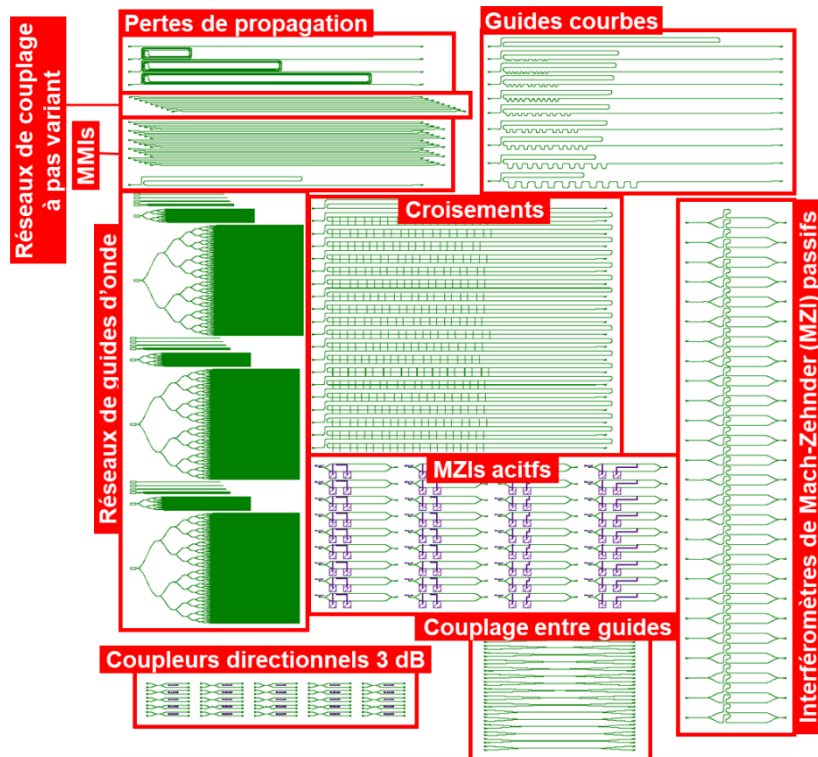 Pertes de propagation
Guides courbes
Réseaux de couplage
à pas variant
MMIs
Croisements
Réseaux de guides d'onde
Interféromètres de Mach-Zehnder (MZI) passifs
MZIs acitfs
Couplage entre guides
Coupleurs directionnels 3 dB